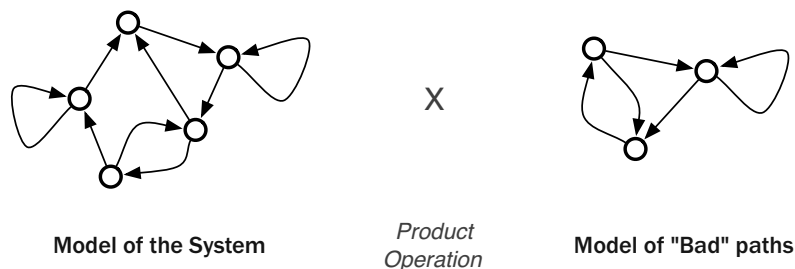 X
Model of the System
Product
Operation
Model of "Bad" paths